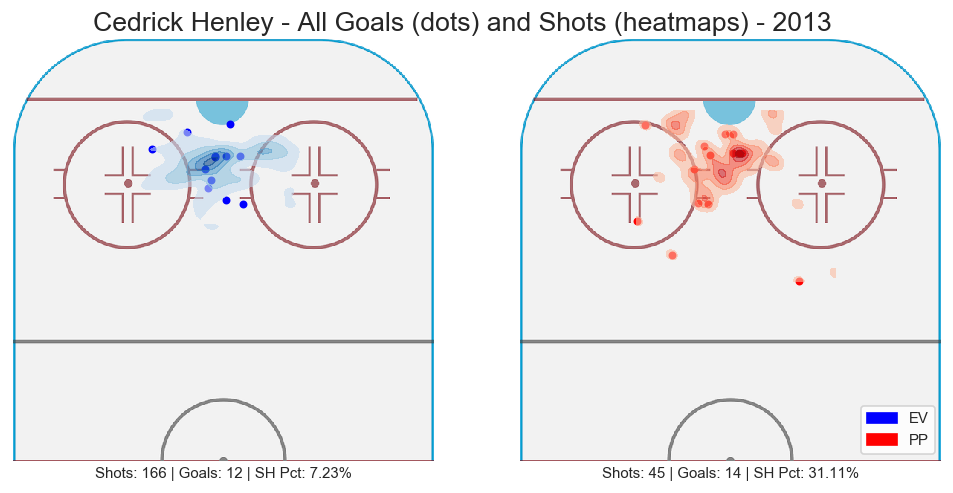 Cedrick Henley - All Goals (dots) and Shots (heatmaps) - 2013
EV
PP
Shots: 166 | Goals: 12 | SH Pct: 7.23%
Shots: 45 | Goals: 14 | SH Pct: 31.11%